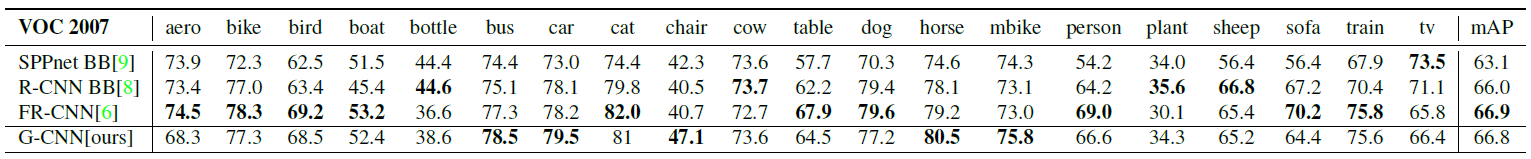 VOC 2007 aero bike bird boat bottle bus car cat chair cow table dog horse mbike person plant sheep sofa train tv mAP
SPPnet BB[9] 73.9 72.3 62.5 51.5 44.4 74.4 73.0 74.4 42.3 73.6 57.7 70.3 74.6 74.3 54.2 34.0 56.4 56.4 67.9 73.5 63.1
R-CNN BB[8] 73.4 77.0 63.4 45.4 44.6 75.1 78.1 79.8 40.5 73.7 62.2 79.4 78.1 73.1 64.2 35.6 66.8 67.2 70.4 71.1 66.0
FR-CNN[6] 74.5 78.3 69.2 53.2 36.6 77.3 78.2 82.0 40.7 72.7 67.9 79.6 79.2 73.0 69.0 30.1 65.4 70.2 75.8 65.8 66.9
G-CNN[ours] 68.3 77.3 68.5 52.4 38.6 78.5 79.5 81 47.1 73.6 64.5 77.2 80.5 75.8 66.6 34.3 65.2 64.4 75.6 66.4 66.8